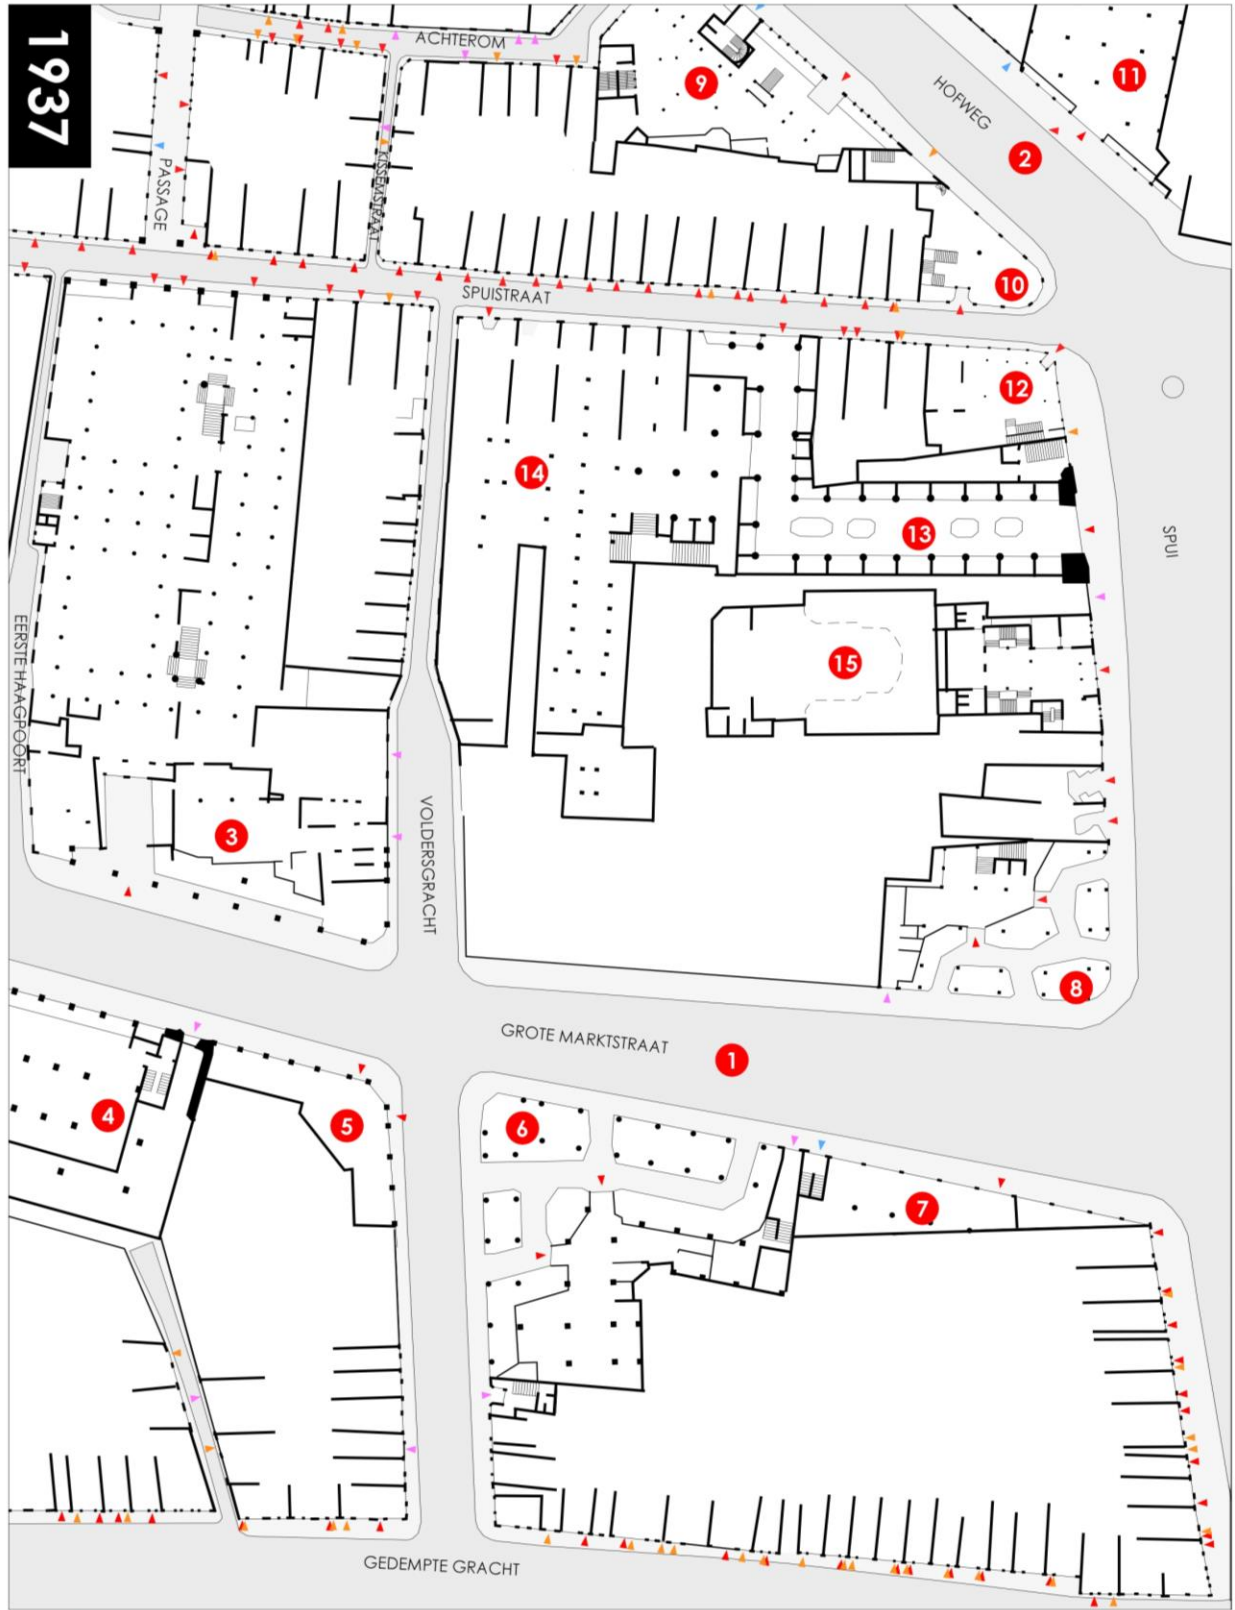 1937
ACHTEROM
HOFWEG
11
9
2
PASSAGE
KISSEMSTRAAT
10
SPUISTRAAT
12
14
13
SPUI
EERSTE HAAGPOORT
15
3
VOLDERSGRACHT
8
GROTE MARKTSTRAAT
1
4
5
6
7
GEDEMPTE GRACHT